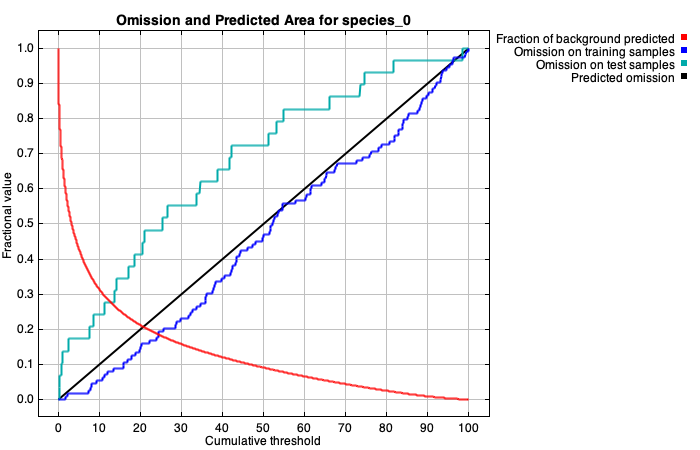 Omission and Predicted Area for species_0
Fraction of background predicted
Omission on training samples
Omission on test samples
Predicted omission
Fractional value
1.0
0.9
0.8
0.7
0.6
0.5
0.4
0.3
0.2
0.1
0.0
0 10 20 30 40 50 60 70 80 90 100
Cumulative threshold